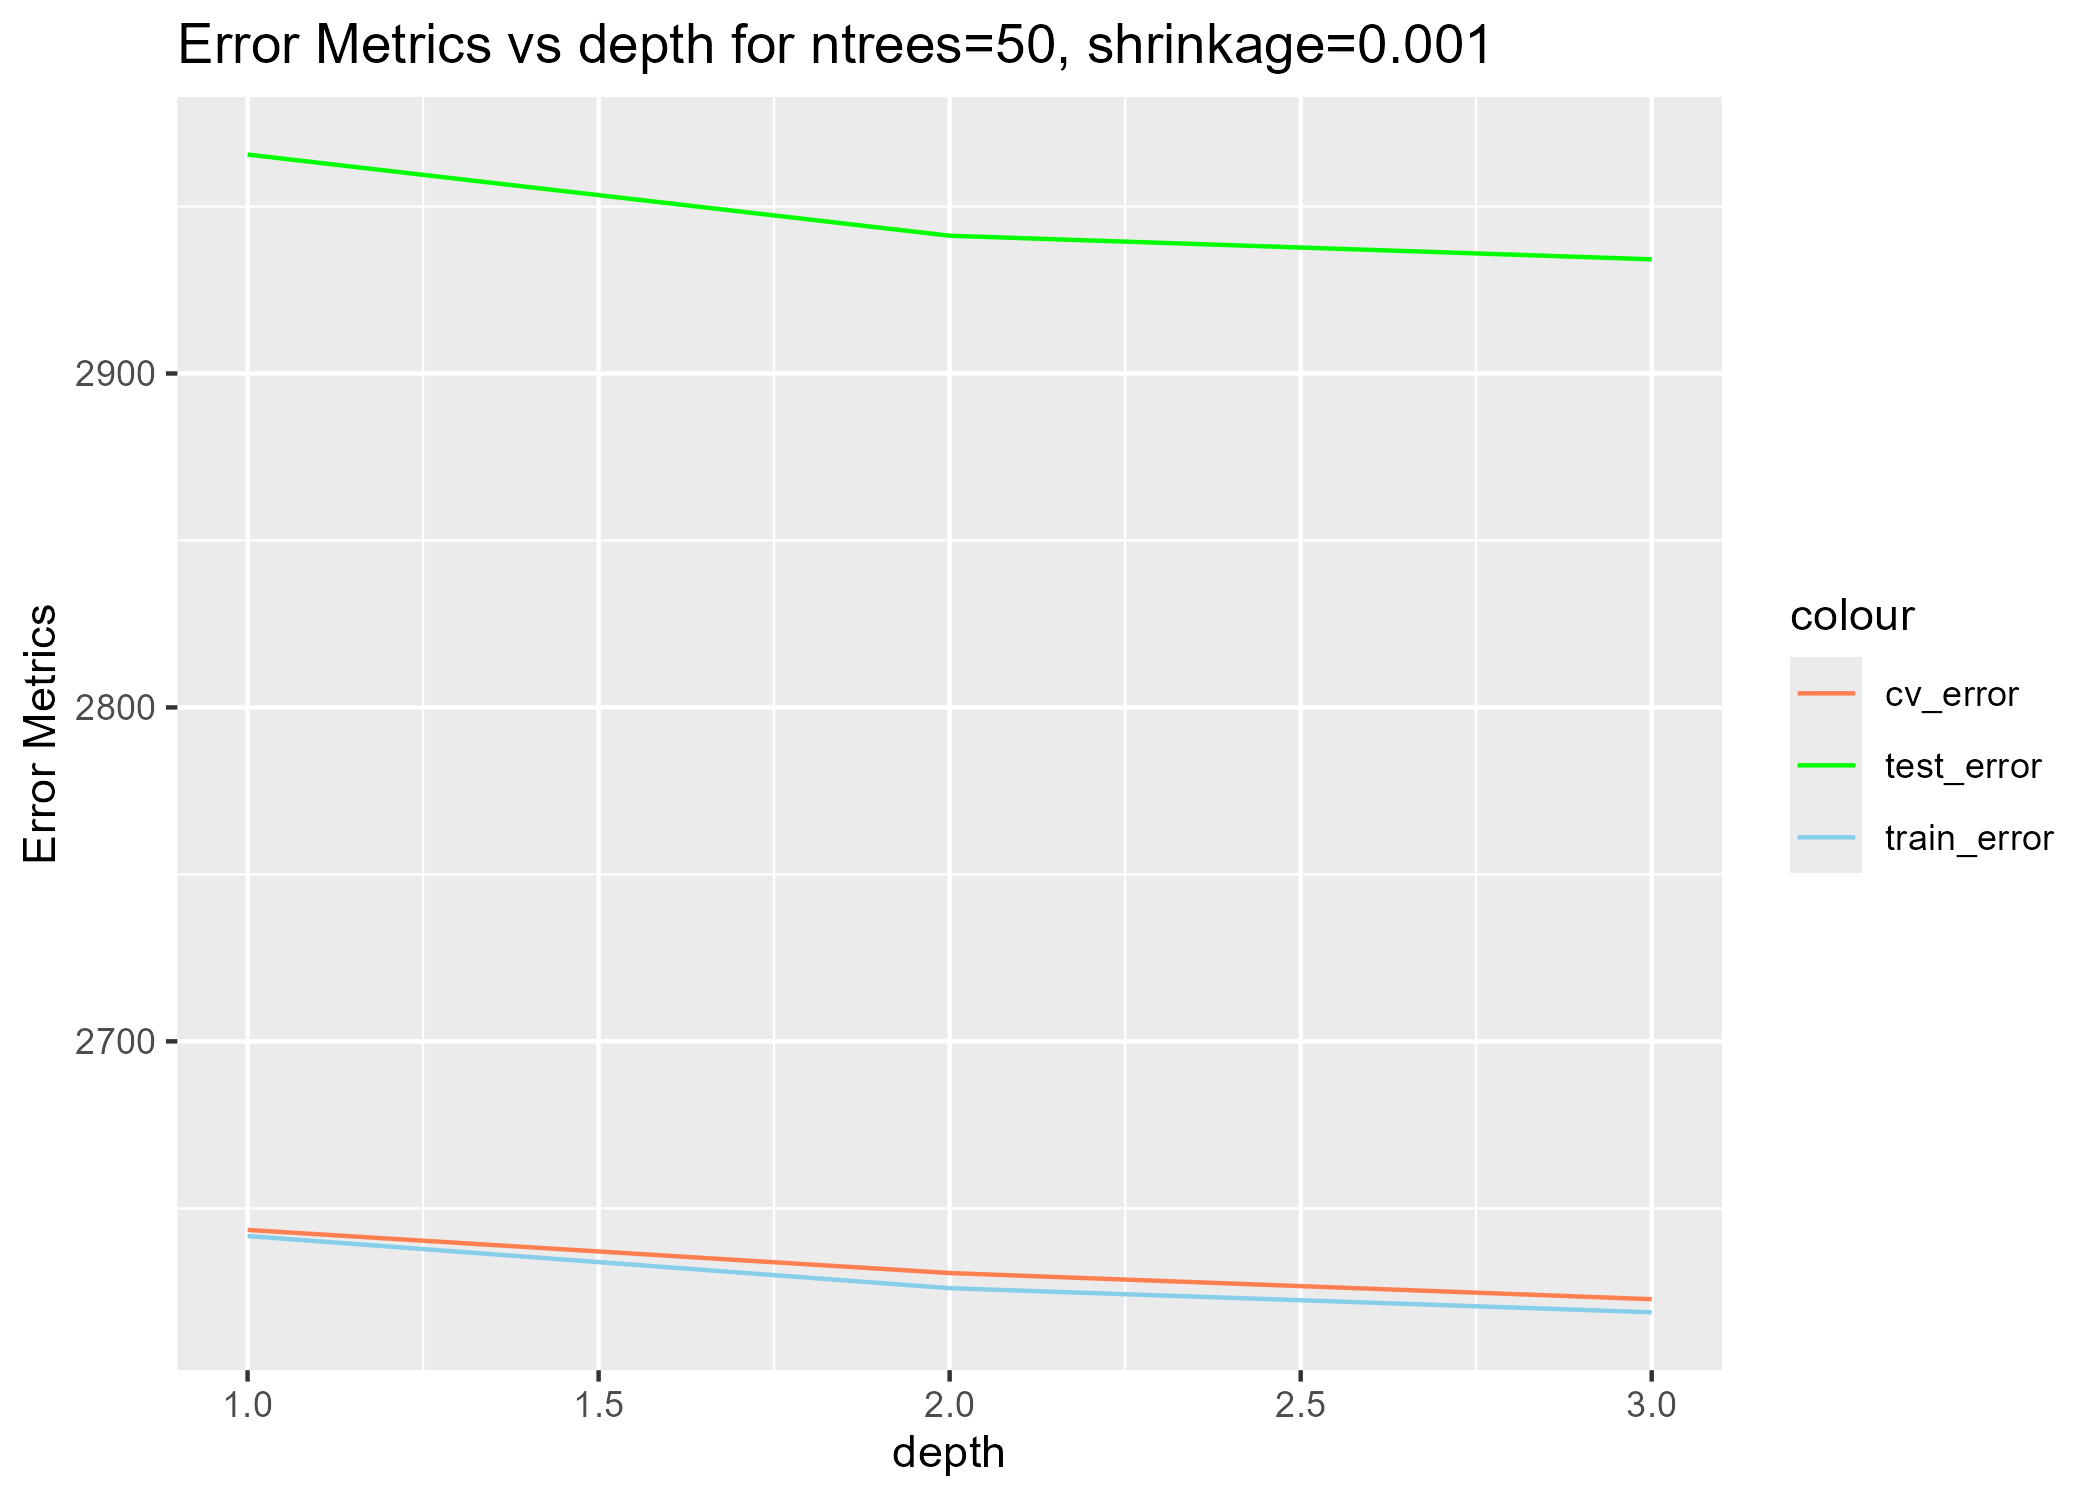 Error Metrics vs depth for ntrees=50, shrinkage=0.001
Error Metrics
2900
2800
2700
1.0 1.5 2.0 2.5 3.0
depth
colour
cv_error
test_error
train_error